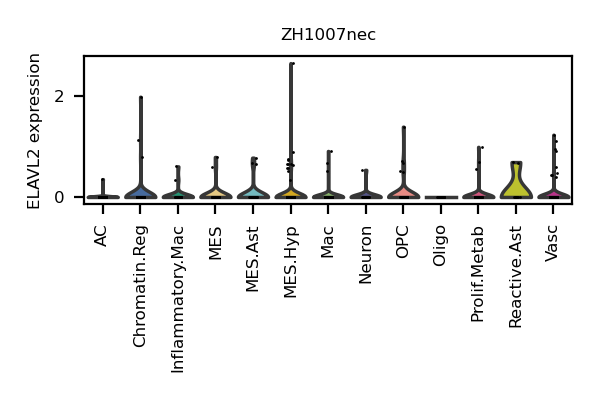 ZH1007nec
ELAVL2 expression
2
0
AC
Chromatin.Reg
Inflammatory.Mac
MES
MES.Ast
MES.Hyp
Mac
Neuron
OPC
Oligo
Prolif.Metab
Reactive.Ast
Vasc